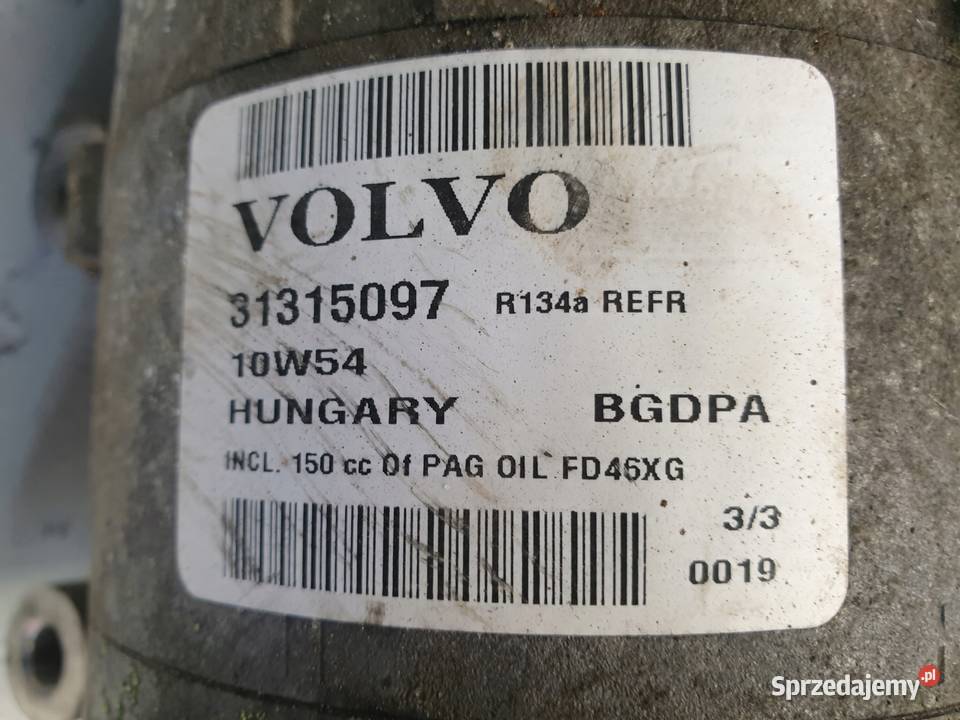 VOLVO
31315097 R134a REFR
10W54
HUNGARY BGDPA
INCL. 150 cc Of PAG OIL FD46XG
3/3
0019
Sprzedajemy.pl